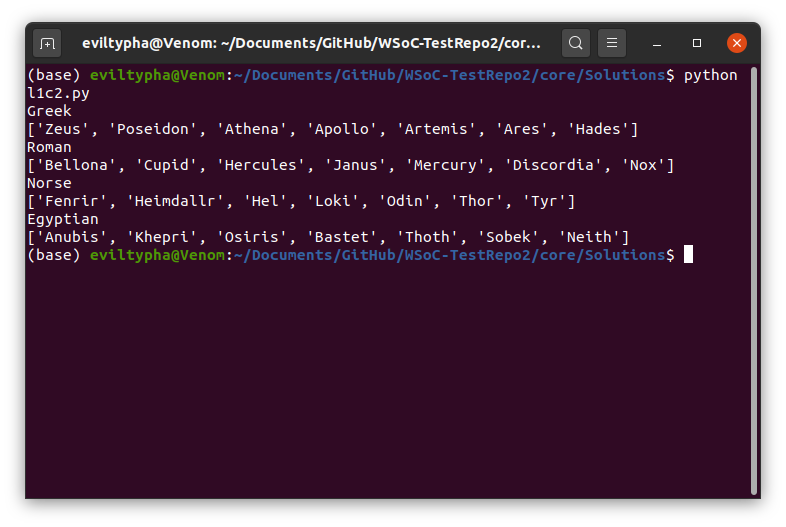 eviltypha@Venom: ~/Documents/GitHub/WSoC-TestRepo2/cor...
(base) eviltypha@Venom:~/Documents/GitHub/WSoC-TestRepo2/core/Solutions$ python
l1c2.py
Greek
['Zeus', 'Poseidon', 'Athena', 'Apollo', 'Artemis', 'Ares', 'Hades']
Roman
['Bellona', 'Cupid', 'Hercules', 'Janus', 'Mercury', 'Discordia', 'Nox']
Norse
['Fenrir', 'Heimdallr', 'Hel', 'Loki', 'Odin', 'Thor', 'Tyr']
Egyptian
['Anubis', 'Khepri', 'Osiris', 'Bastet', 'Thoth', 'Sobek', 'Neith']
(base) eviltypha@Venom:~/Documents/GitHub/WSoC-TestRepo2/core/Solutions$